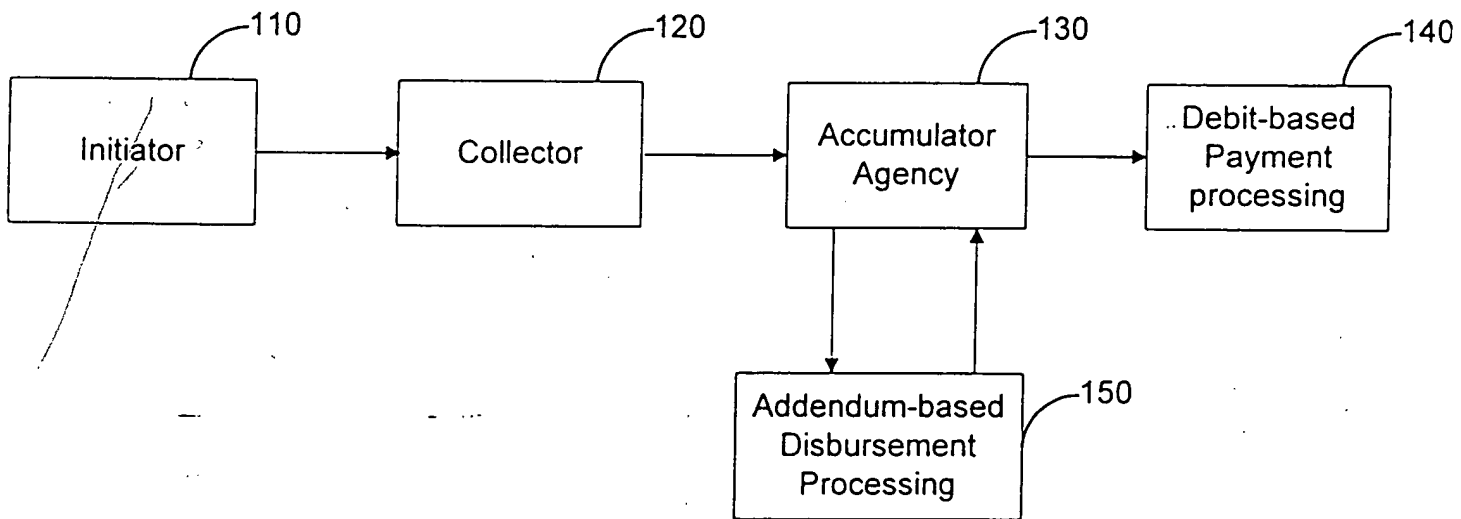 110
120
130
140
Initiator
Collector
Accumulator
Agency
Debit-based
Payment
processing
150
Addendum-based
Disbursement
Processing